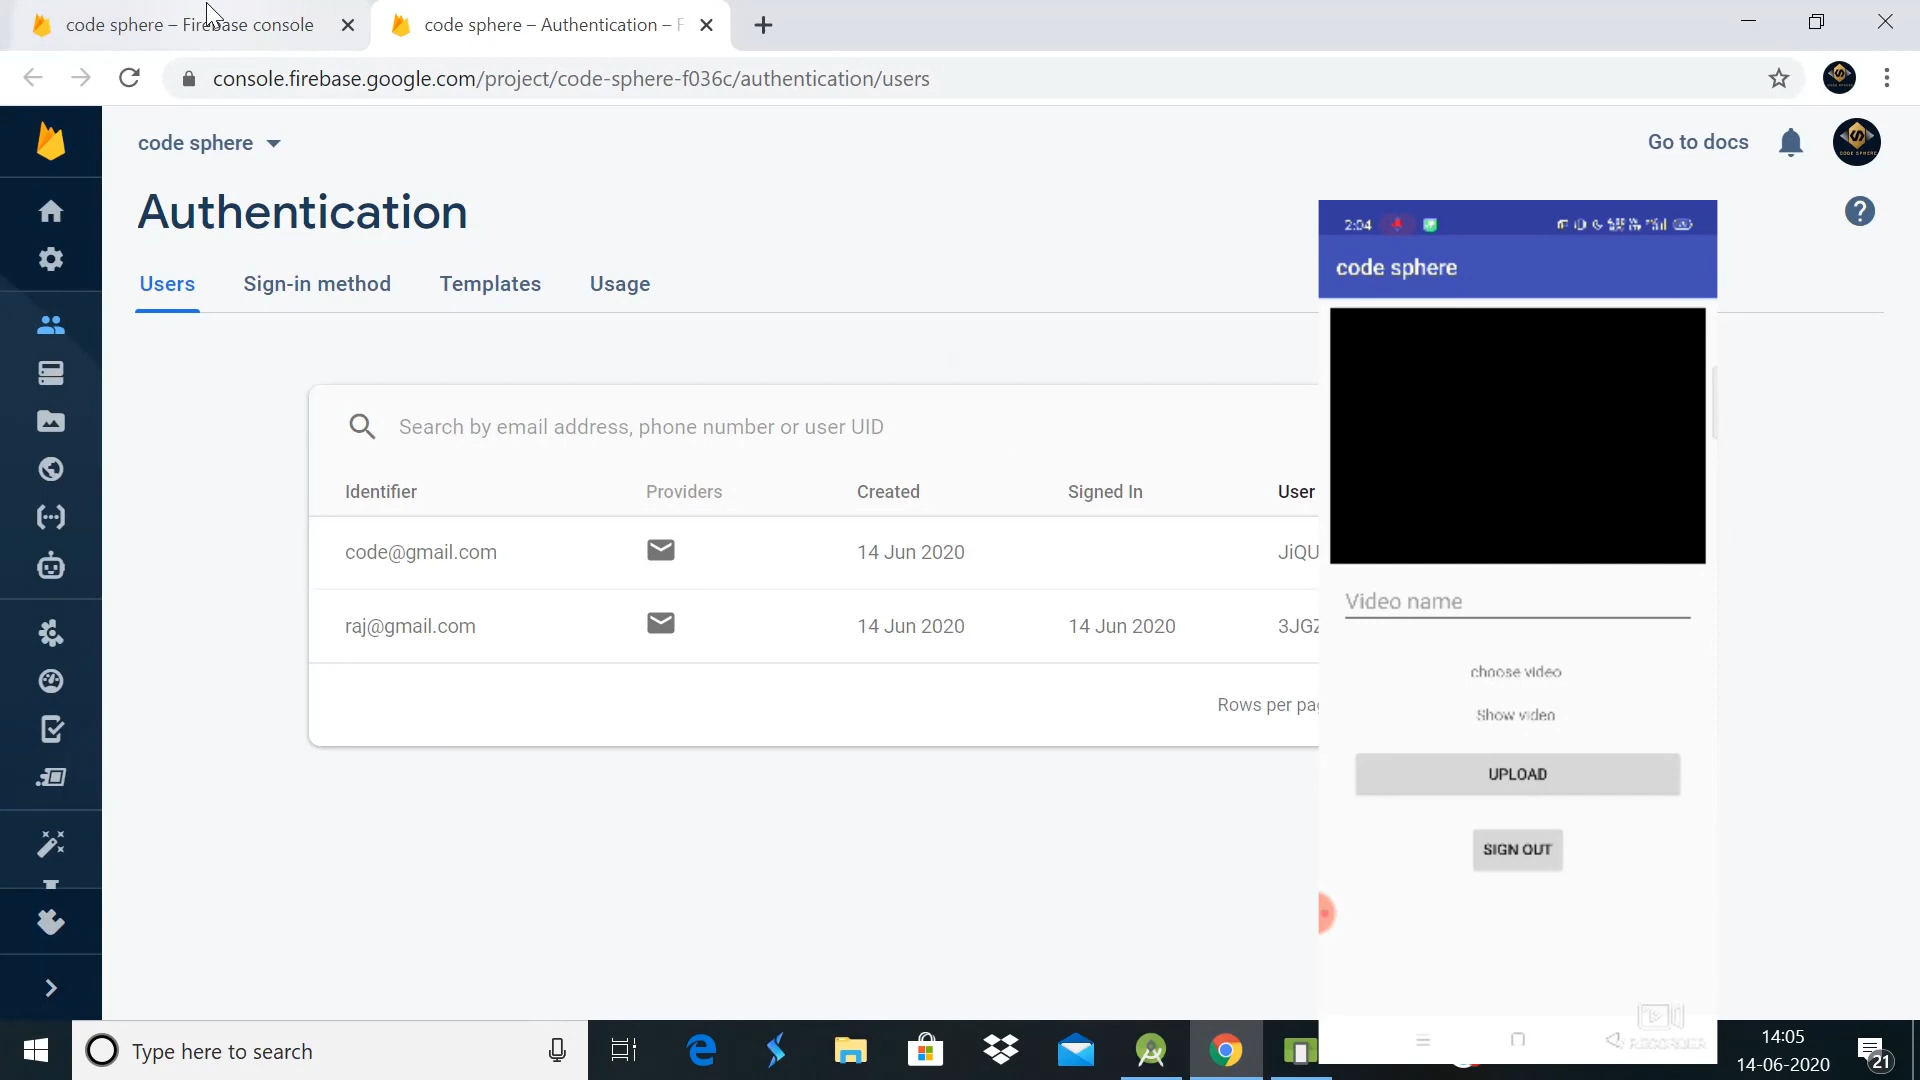 code sphere – Firebase console
code sphere – Authentication – F
console.firebase.google.com/project/code-sphere-f036c/authentication/users
code sphere
Go to docs
Authentication
Users
Sign-in method
Templates
Usage
Search by email address, phone number or user UID
Identifier
Providers
Created
Signed In
User
code@gmail.com
14 Jun 2020
JiQU
raj@gmail.com
14 Jun 2020
14 Jun 2020
3JGZ
Rows per pag
2:04
code sphere
Video name
choose video
Show video
UPLOAD
SIGN OUT
RECORDER
Type here to search
14:05
14-06-2020
21